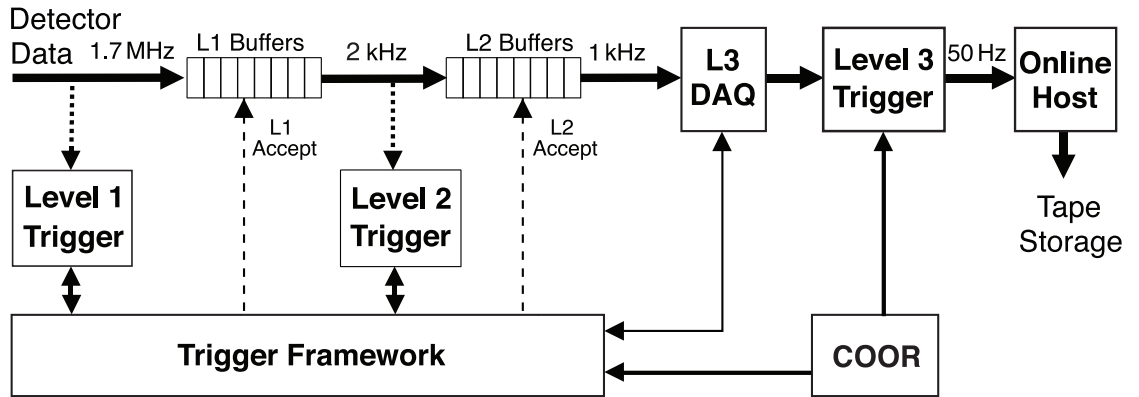 Detector
Data
1.7 MHz
L1 Buffers
2 kHz
L2 Buffers
1 kHz
L3
DAQ
Level 3
Trigger
50 Hz
Online
Host
L1
Accept
L2
Accept
Level 1
Trigger
Level 2
Trigger
Tape
Storage
Trigger Framework
COOR